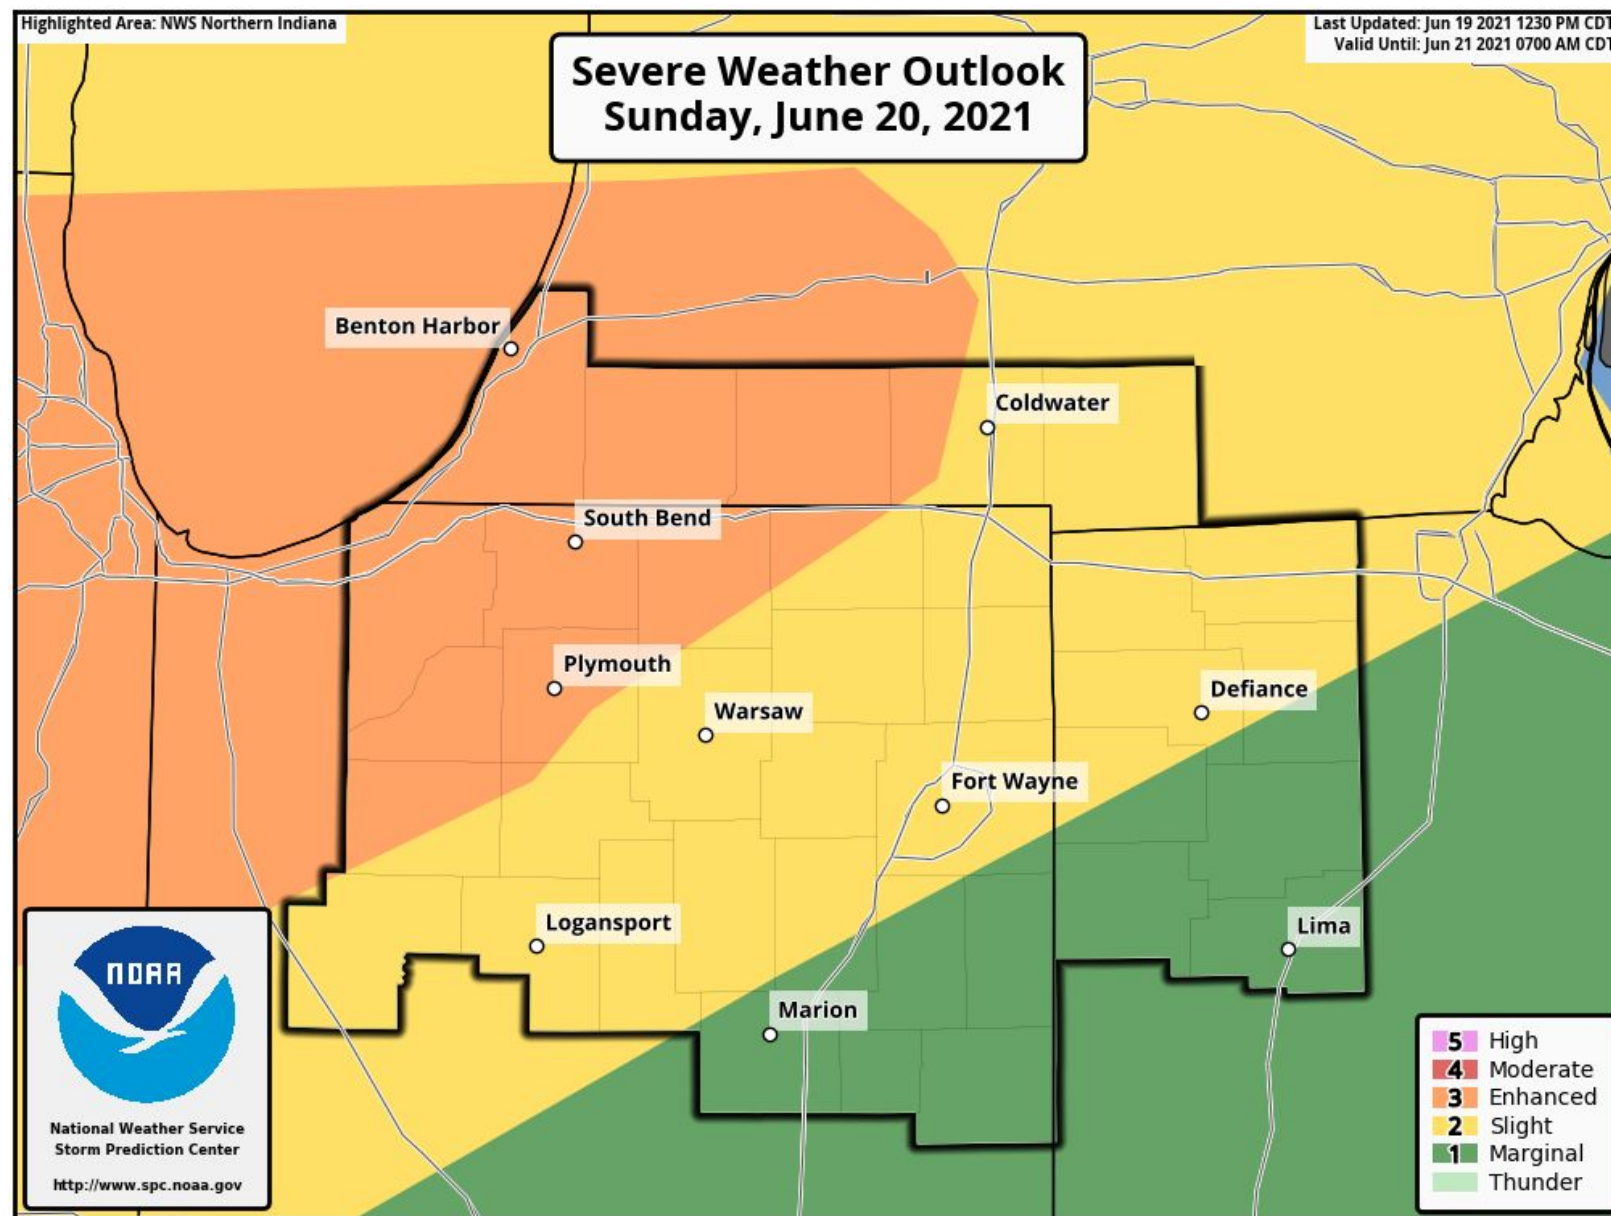 Highlighted Area: NWS Northern Indiana
Last Updated: Jun 19 2021 1230 PM CDT
Valid Until: Jun 21 2021 0700 AM CDT
Severe Weather Outlook
Sunday, June 20, 2021
Benton Harbor
Coldwater
South Bend
Plymouth
Warsaw
Defiance
Fort Wayne
Logansport
Lima
Marion
NOAA
National Weather Service
Storm Prediction Center
http://www.spc.noaa.gov
5 High
4 Moderate
3 Enhanced
2 Slight
1 Marginal
Thunder